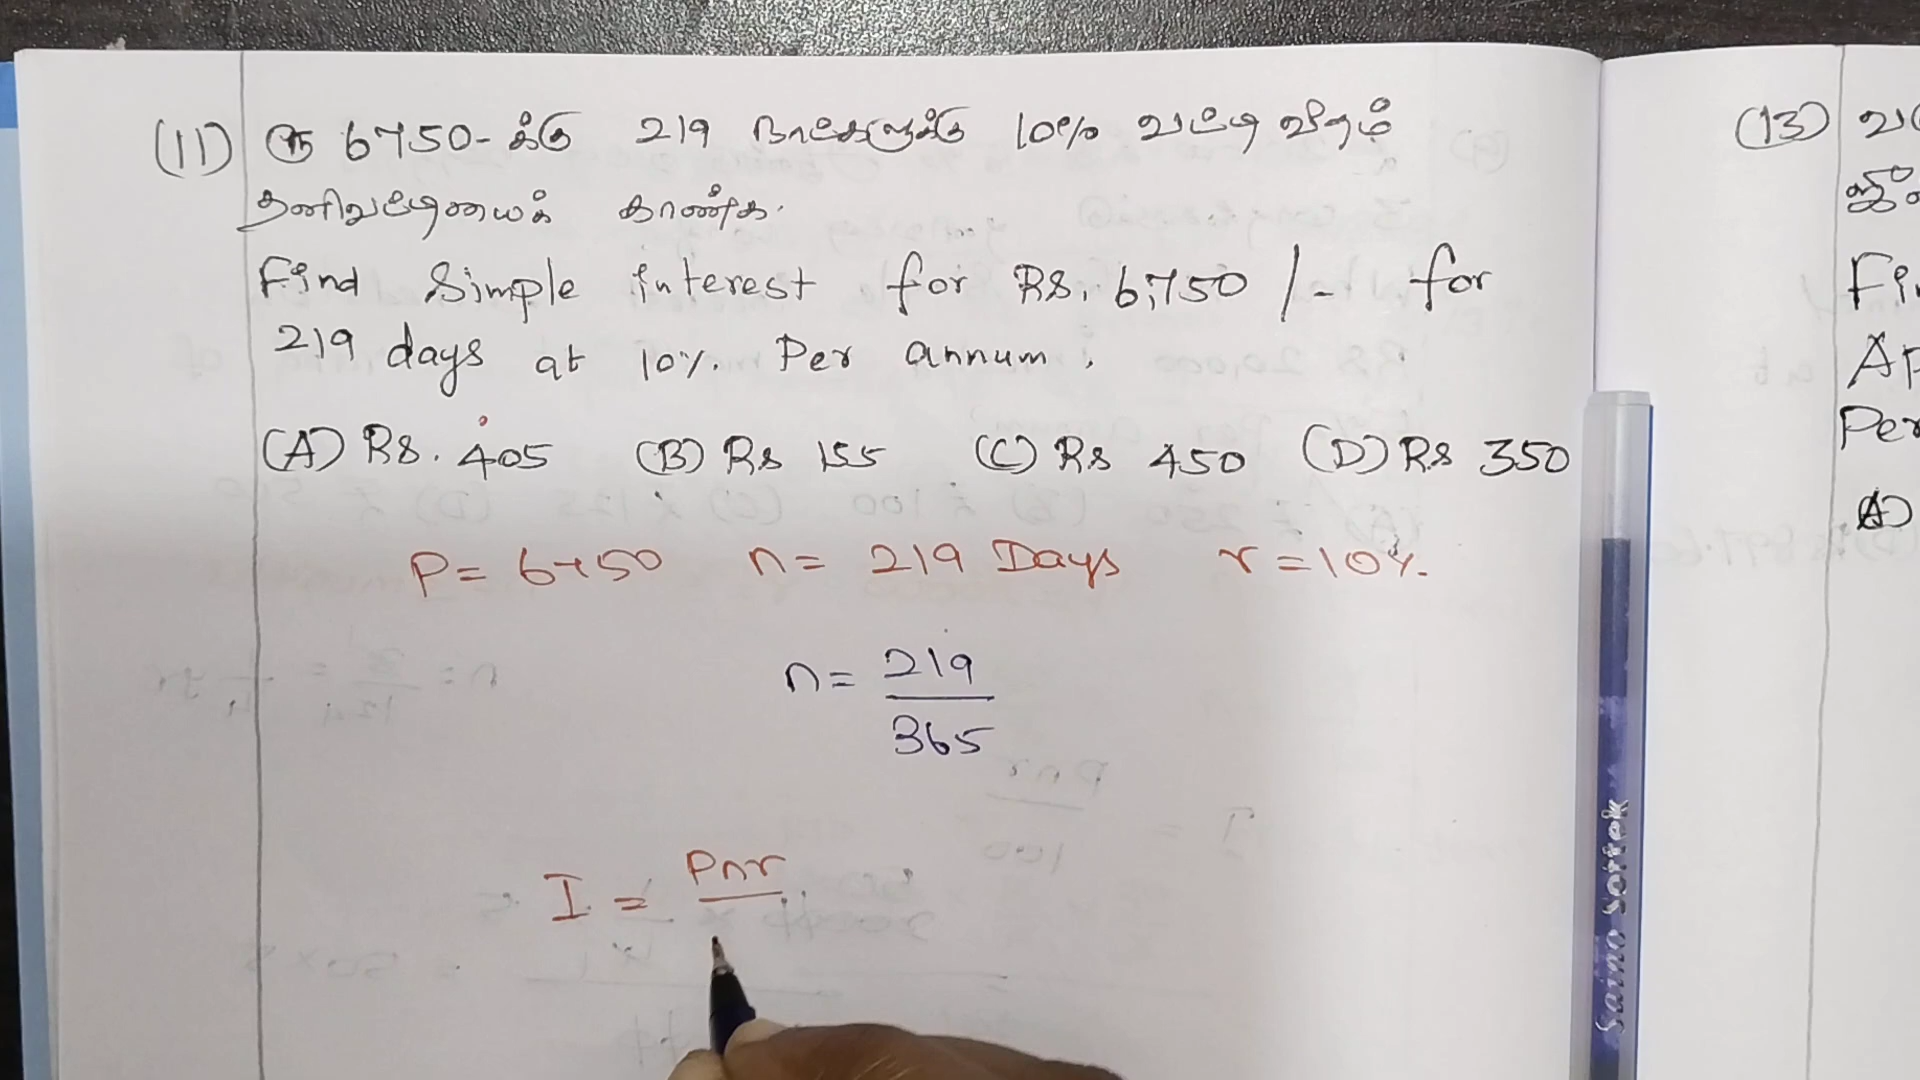 (11) ரூ 6750-க்கு 219 நாட்களுக்கு 10% வட்டி வீதம்
தனிவட்டியைக் காண்க.
Find Simple interest for Rs. 6,750 /- for
219 days at 10%. Per annum.
(A) Rs. 405 (B) Rs 155 (C) Rs 450 (D) Rs 350
P = 6750 n = 219 Days r = 10%.
n = 219
365
I = Pnr
(13)
Fi
Per
(A)
Saino Softek